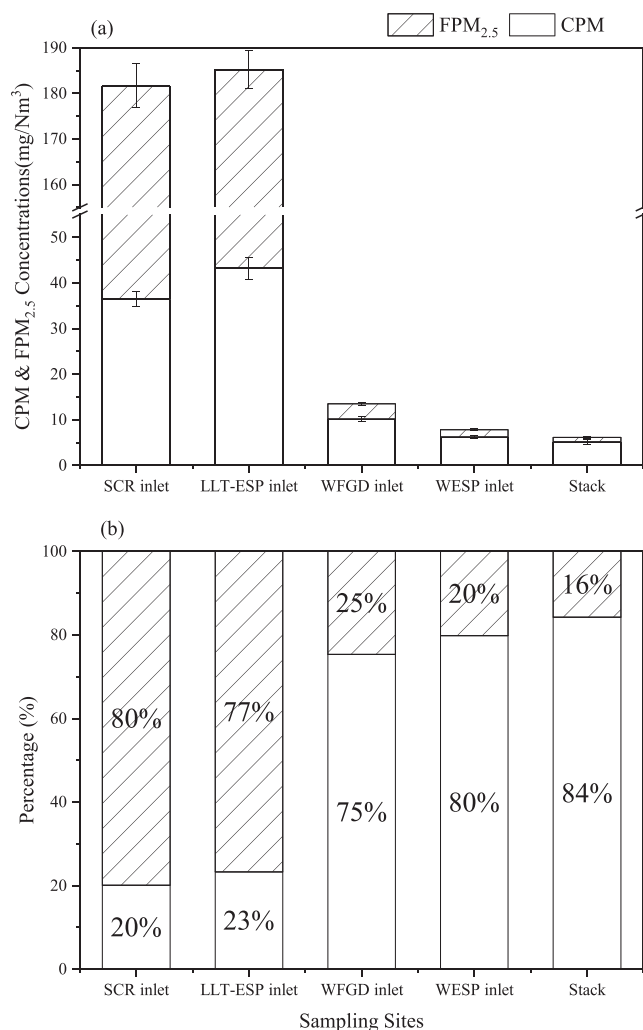 FPM2.5 CPM
(a)
CPM & FPM2.5 Concentrations(mg/Nm3)
190
180
170
160
50
40
30
20
10
0
SCR inlet LLT-ESP inlet WFGD inlet WESP inlet Stack
(b)
Percentage (%)
100
80
60
40
20
0
80% 77% 25% 20% 16%
20% 23% 75% 80% 84%
SCR inlet LLT-ESP inlet WFGD inlet WESP inlet Stack
Sampling Sites